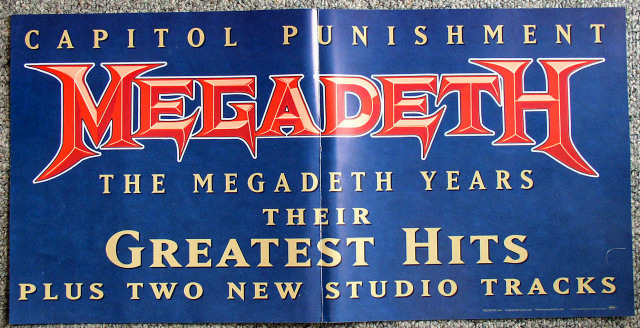 CAPITOL PUNISHMENT
MEGADETH
THE MEGADETH YEARS
THEIR
GREATEST HITS
PLUS TWO NEW STUDIO TRACKS